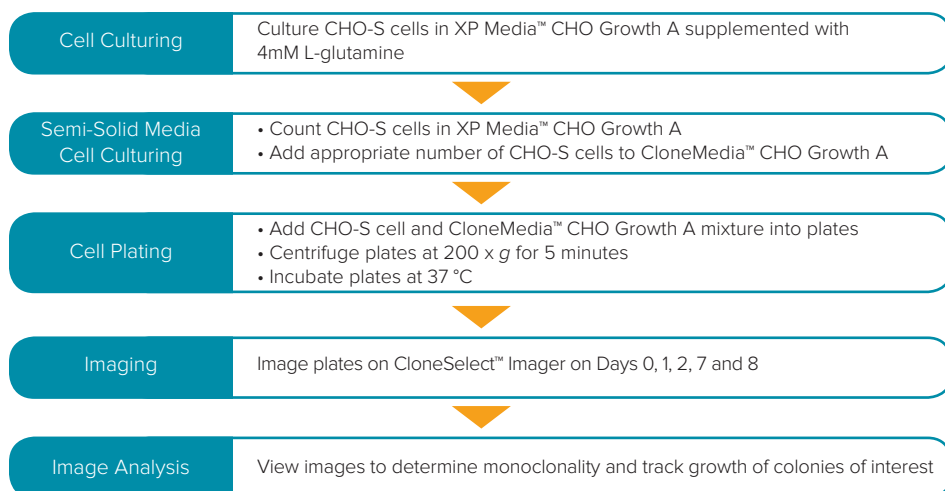 Cell Culturing
Culture CHO-S cells in XP Media™ CHO Growth A supplemented with
4mM L-glutamine
Semi-Solid Media
Cell Culturing
• Count CHO-S cells in XP Media™ CHO Growth A
• Add appropriate number of CHO-S cells to CloneMedia™ CHO Growth A
Cell Plating
• Add CHO-S cell and CloneMedia™ CHO Growth A mixture into plates
• Centrifuge plates at 200 x g for 5 minutes
• Incubate plates at 37 °C
Imaging
Image plates on CloneSelect™ Imager on Days 0, 1, 2, 7 and 8
Image Analysis
View images to determine monoclonality and track growth of colonies of interest